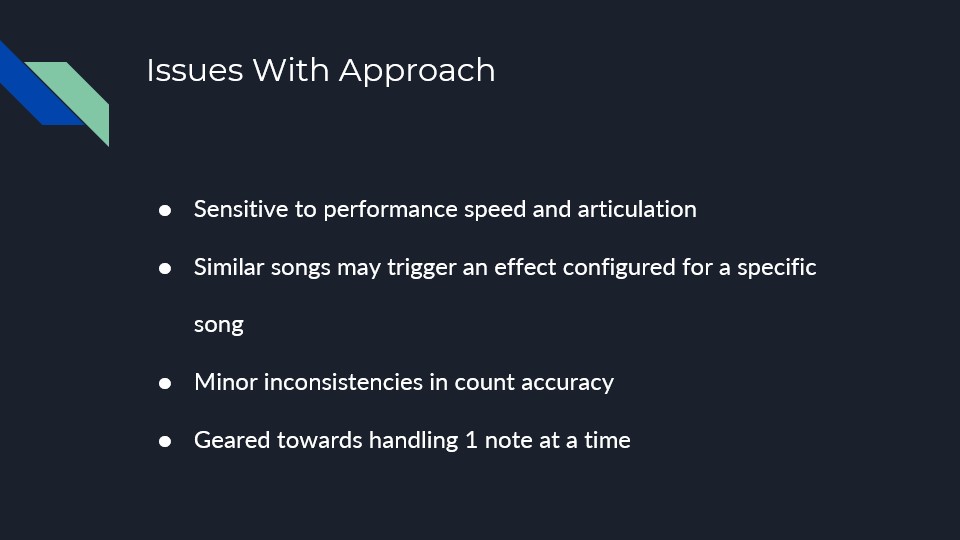 Issues With Approach
● Sensitive to performance speed and articulation
● Similar songs may trigger an effect configured for a specific
song
● Minor inconsistencies in count accuracy
● Geared towards handling 1 note at a time